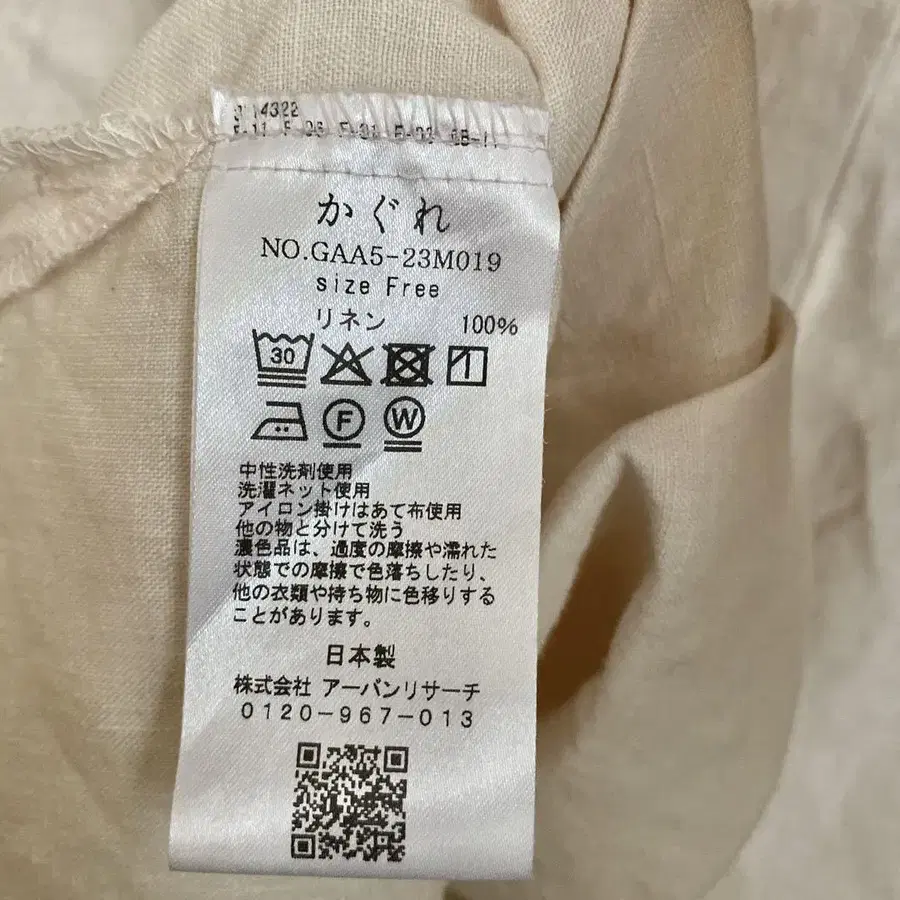 4322
かぐれ
NO.GAA5-23M019
size Free
リネン 100%
30
F W
中性洗剤使用
洗濯ネット使用
アイロン掛けはあて布使用
他の物と分けて洗う
濃色品は、過度の摩擦や濡れた
状態での摩擦で色落ちしたり、
他の衣類や持ち物に色移りする
ことがあります。
日本製
株式会社 アーバンリサーチ
0120-967-013